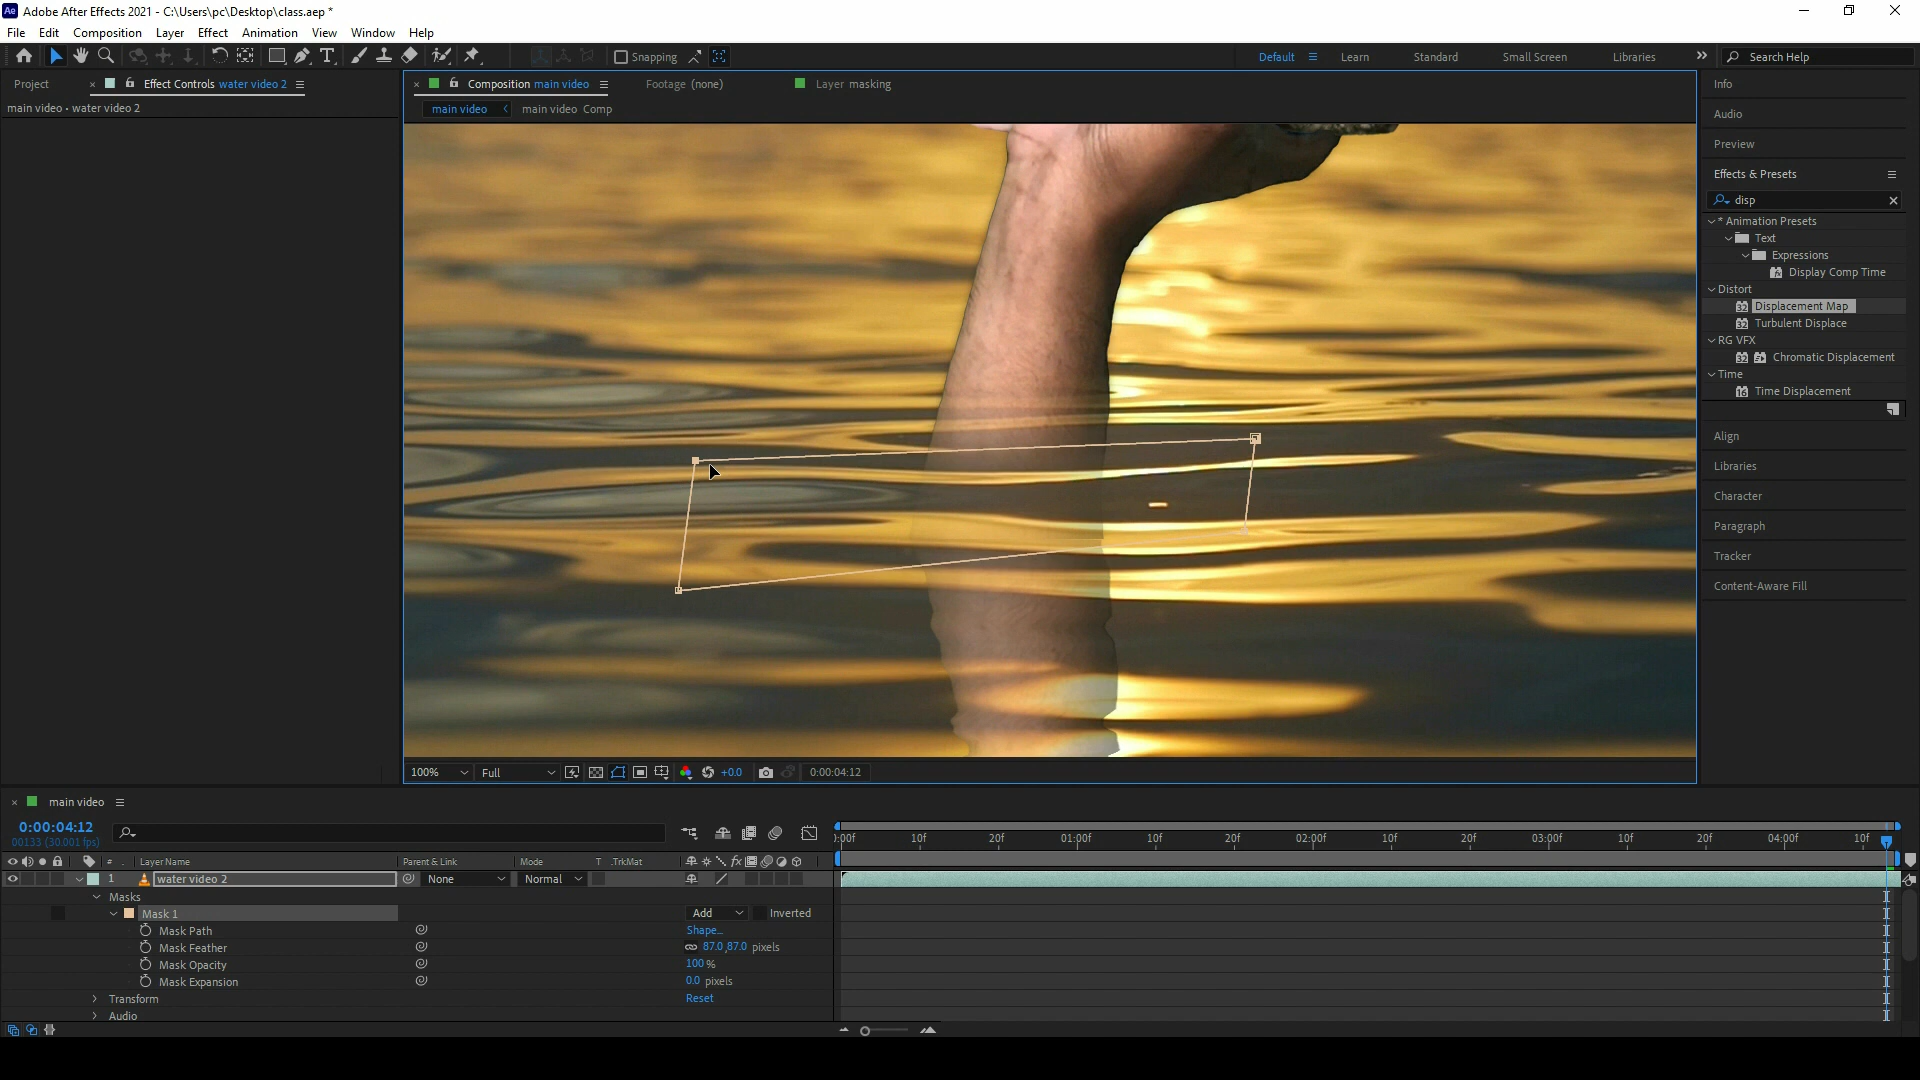 Ae Adobe After Effects 2021 - C:\Users\pc\Desktop\class.aep *
File Edit Composition Layer Effect Animation View Window Help
Snapping Default Learn Standard Small Screen Libraries Search Help
Project Effect Controls water video 2 Composition main video Footage (none) Layer masking Info
main video • water video 2 main video main video Comp
Audio
Preview
Effects & Presets
disp
* Animation Presets
Text
Expressions
Display Comp Time
Distort
32 Displacement Map
32 Turbulent Displace
RG VFX
32 Chromatic Displacement
Time
16 Time Displacement
Align
Libraries
Character
Paragraph
Tracker
Content-Aware Fill
100% Full +0.0 0:00:04:12
main video
0:00:04:12
00133 (30.001 fps)
:00f 10f 20f 01:00f 10f 20f 02:00f 10f 20f 03:00f 10f 20f 04:00f 10f
# Layer Name Parent & Link Mode T .TrkMat fx
1 water video 2 None Normal
Masks
Mask 1 Add Inverted
Mask Path Shape...
Mask Feather 87.0,87.0 pixels
Mask Opacity 100 %
Mask Expansion 0.0 pixels
Transform Reset
Audio